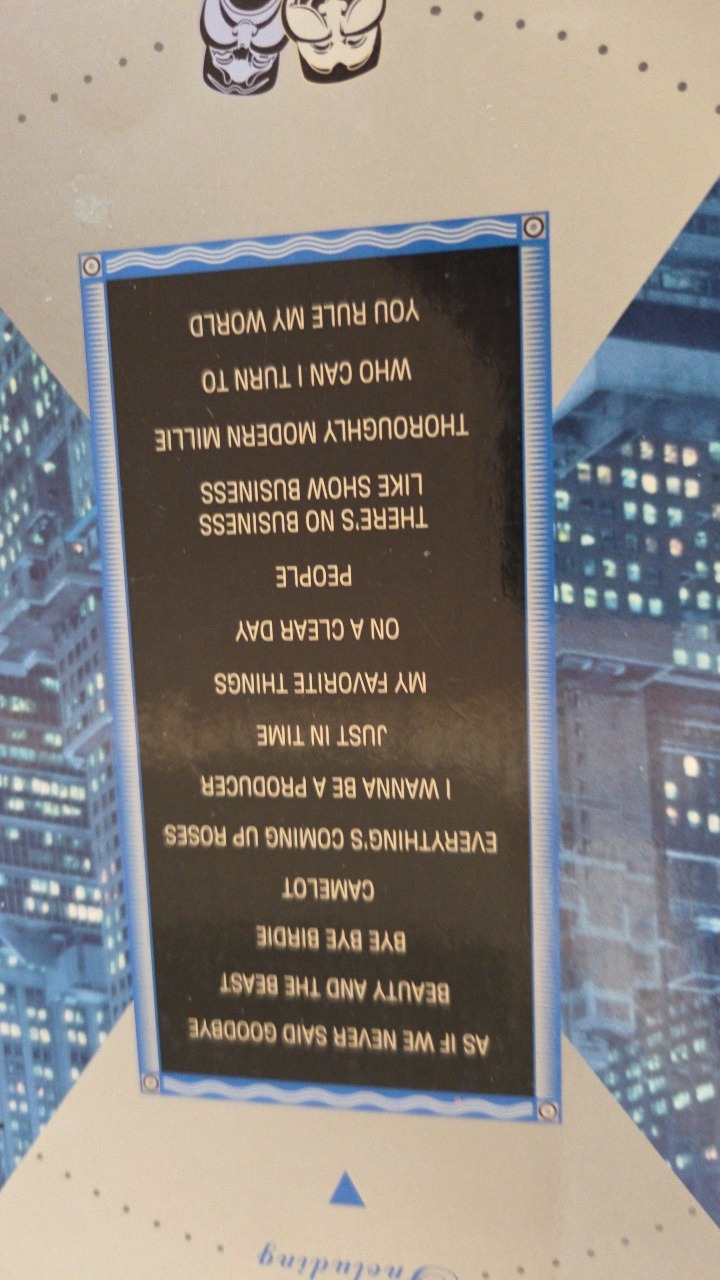 Including
AS IF WE NEVER SAID GOODBYE
BEAUTY AND THE BEAST
BYE BYE BIRDIE
CAMELOT
EVERYTHING'S COMING UP ROSES
I WANNA BE A PRODUCER
JUST IN TIME
MY FAVORITE THINGS
ON A CLEAR DAY
PEOPLE
THERE'S NO BUSINESS
LIKE SHOW BUSINESS
THOROUGHLY MODERN MILLIE
WHO CAN I TURN TO
YOU RULE MY WORLD